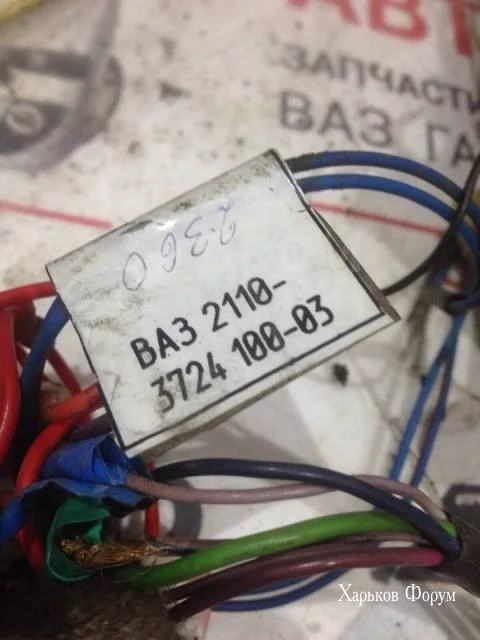 АВТ
ЗАПЧАСТИ
ВАЗ ГА
2360
ВАЗ 2110-
3724 100-03
Харьков Форум